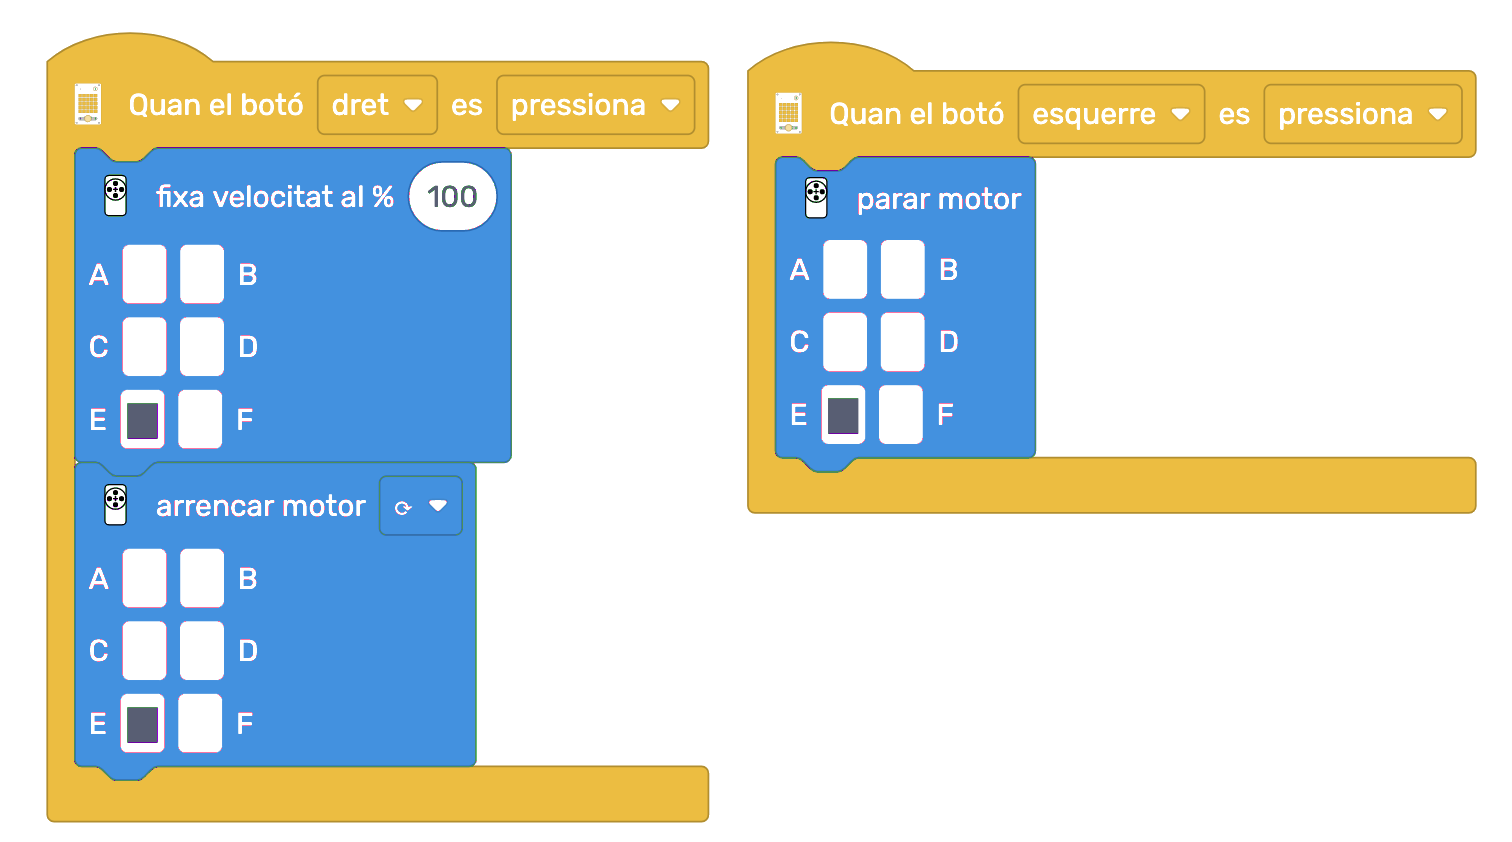 Quan el botó dret es pressiona
fixa velocitat al % 100
A B
C D
E F
arrencar motor ⟳
A B
C D
E F
Quan el botó esquerre es pressiona
parar motor
A B
C D
E F